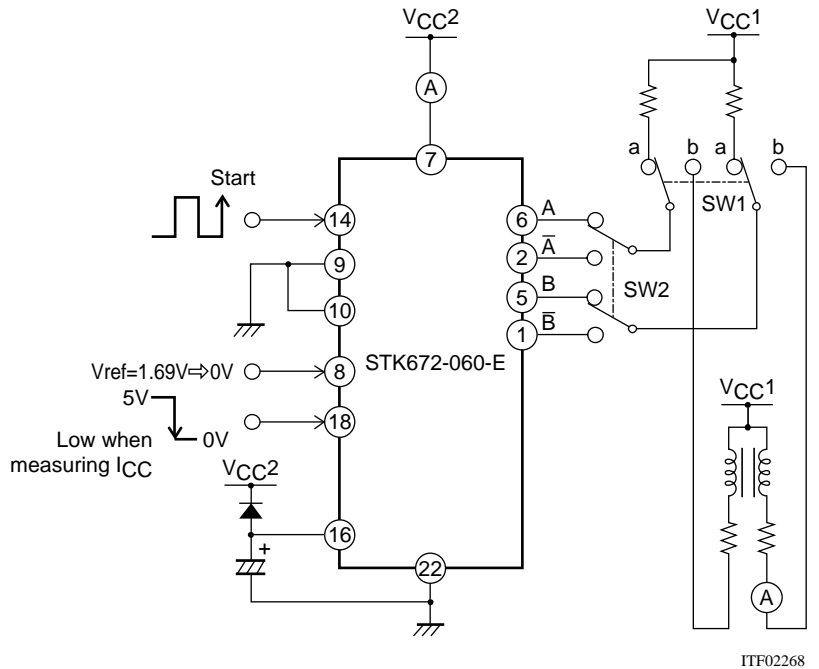 VCC2
VCC1
A
7
a
b
a
b
Start
SW1
14
6
A
9
2
A̅
SW2
10
5
B
1
B̅
STK672-060-E
Vref=1.69V⇨0V
8
5V
0V
18
Low when
measuring ICC
VCC1
VCC2
16
+
22
A
ITF02268